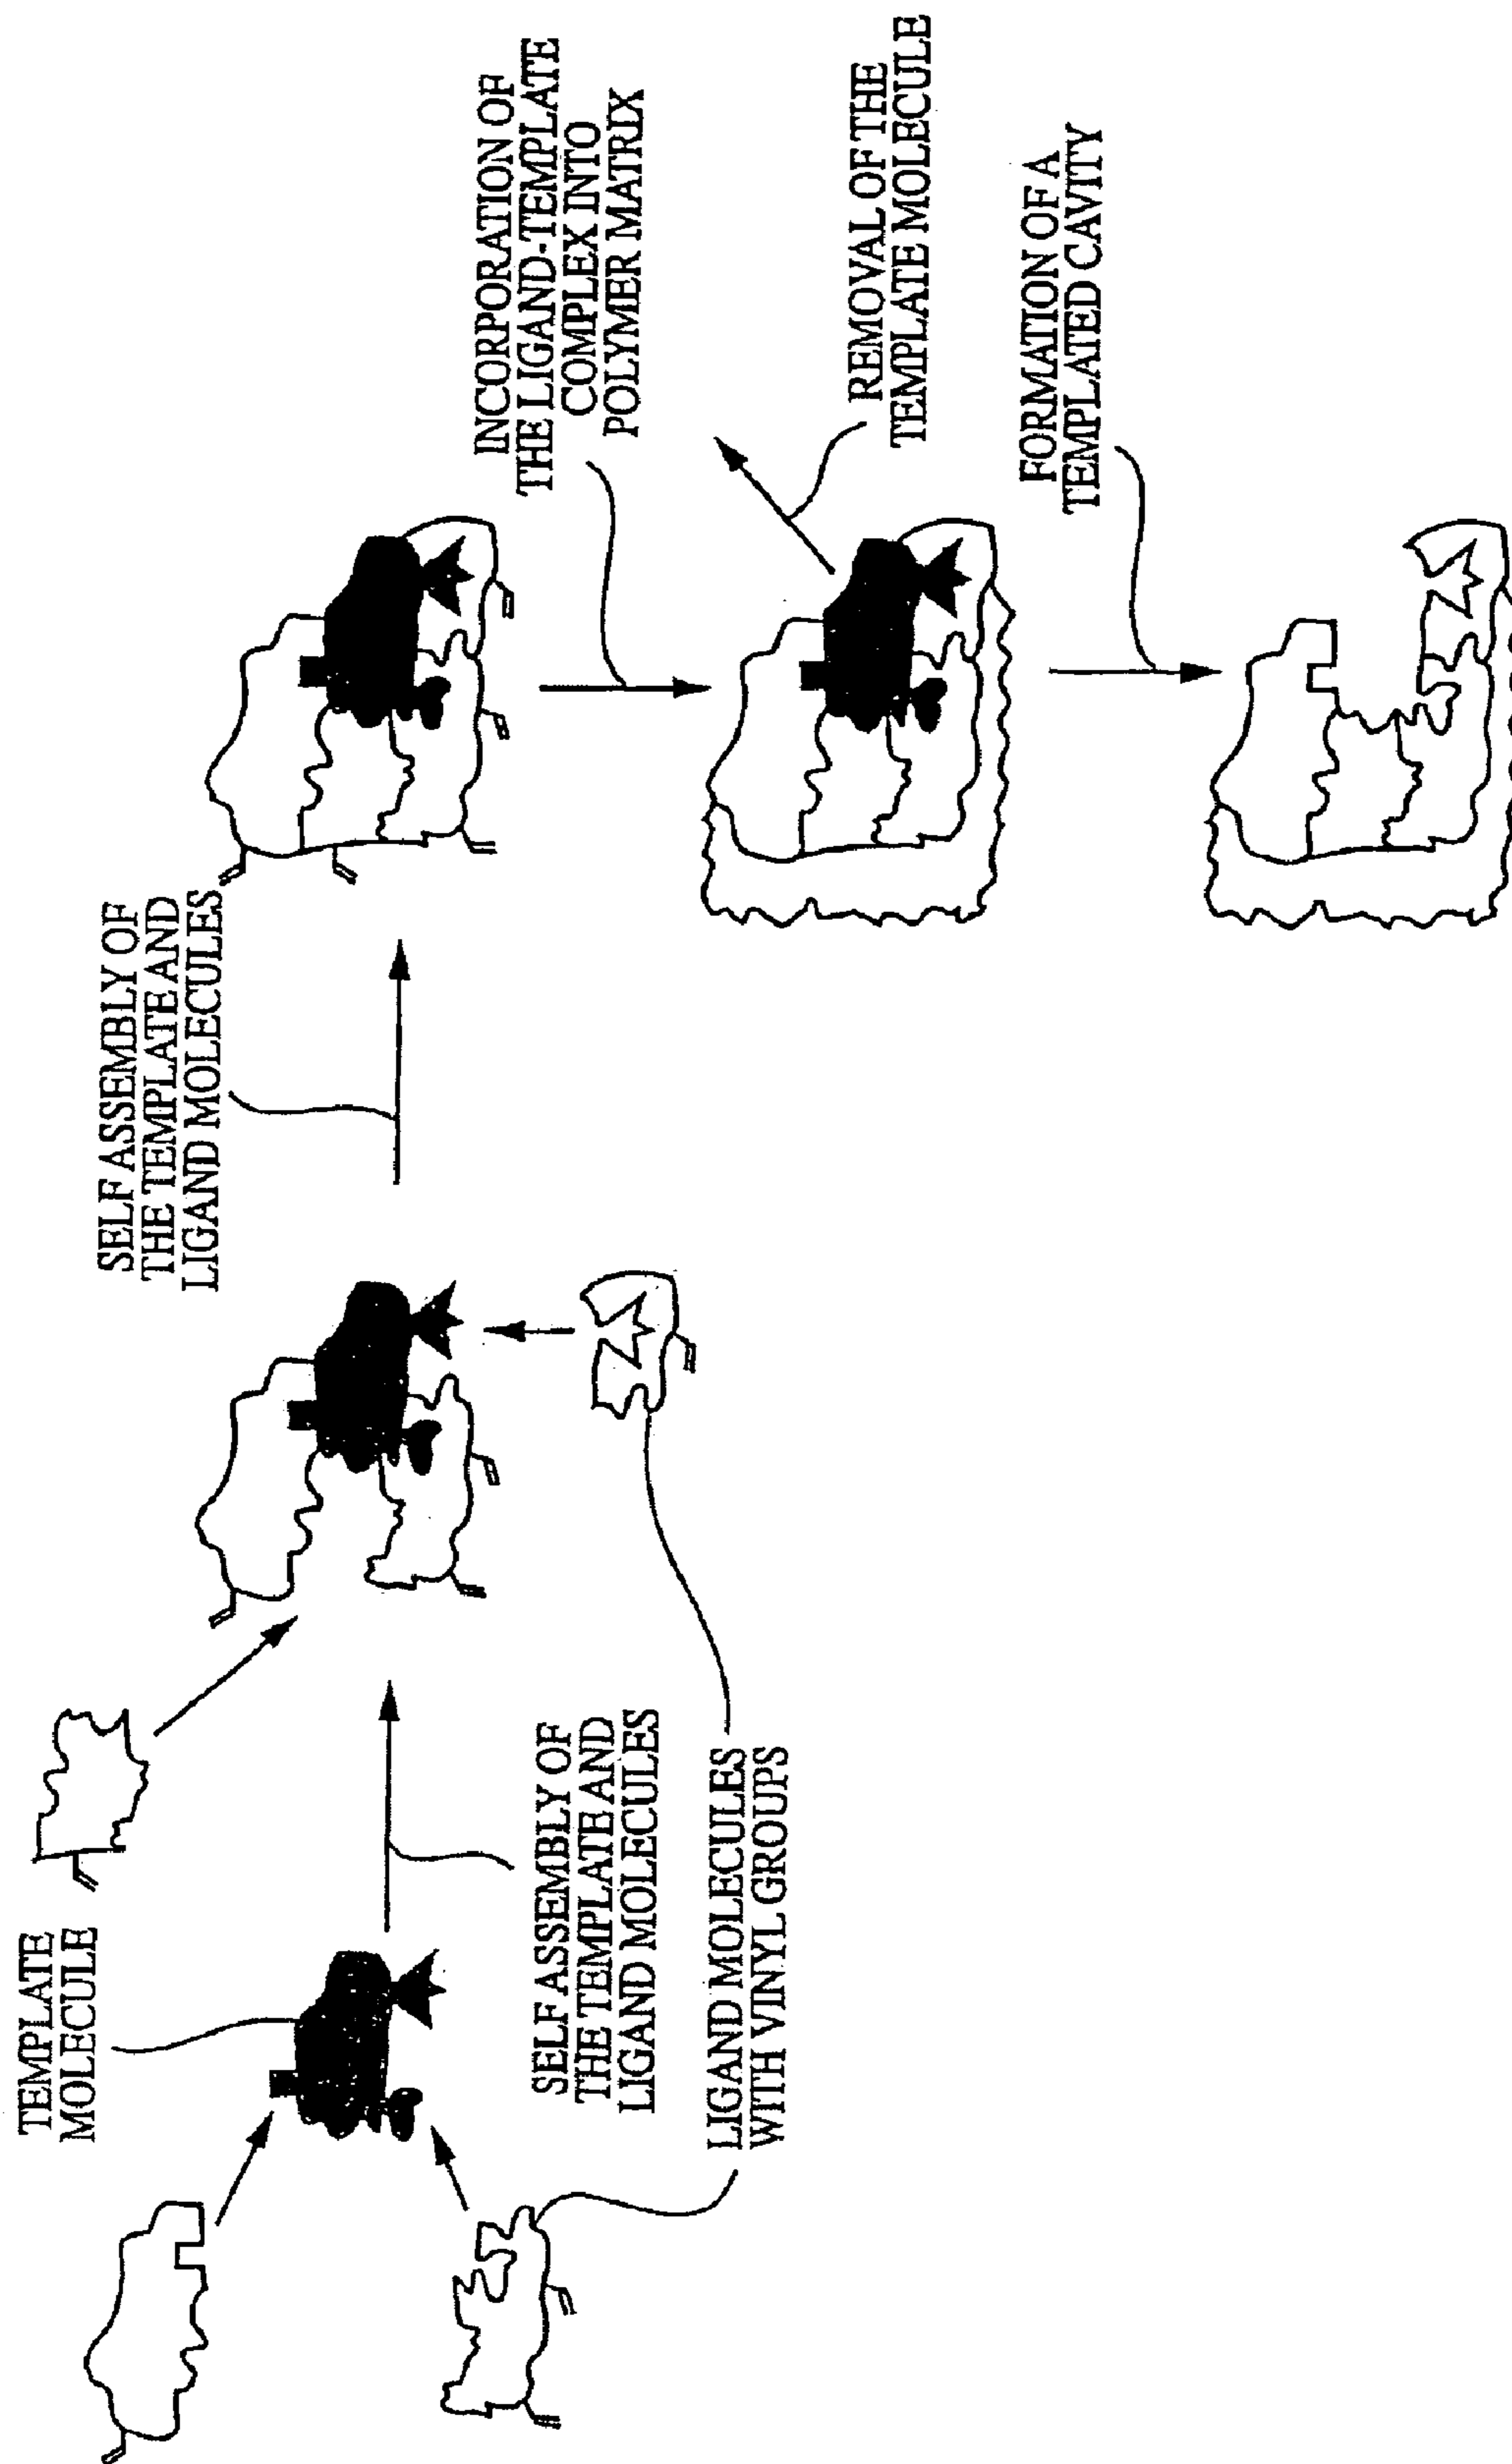 TEMPLATE
MOLECULE
SELF ASSEMBLY OF
THE TEMPLATE AND
LIGAND MOLECULES
LIGAND MOLECULES
WITH VINYL GROUPS
SELF ASSEMBLY OF
THE TEMPLATE AND
LIGAND MOLECULES
INCORPORATION OF
THE LIGAND-TEMPLATE
COMPLEX INTO
POLYMER MATRIX
REMOVAL OF THE
TEMPLATE MOLECULE
FORMATION OF A
TEMPLATED CAVITY